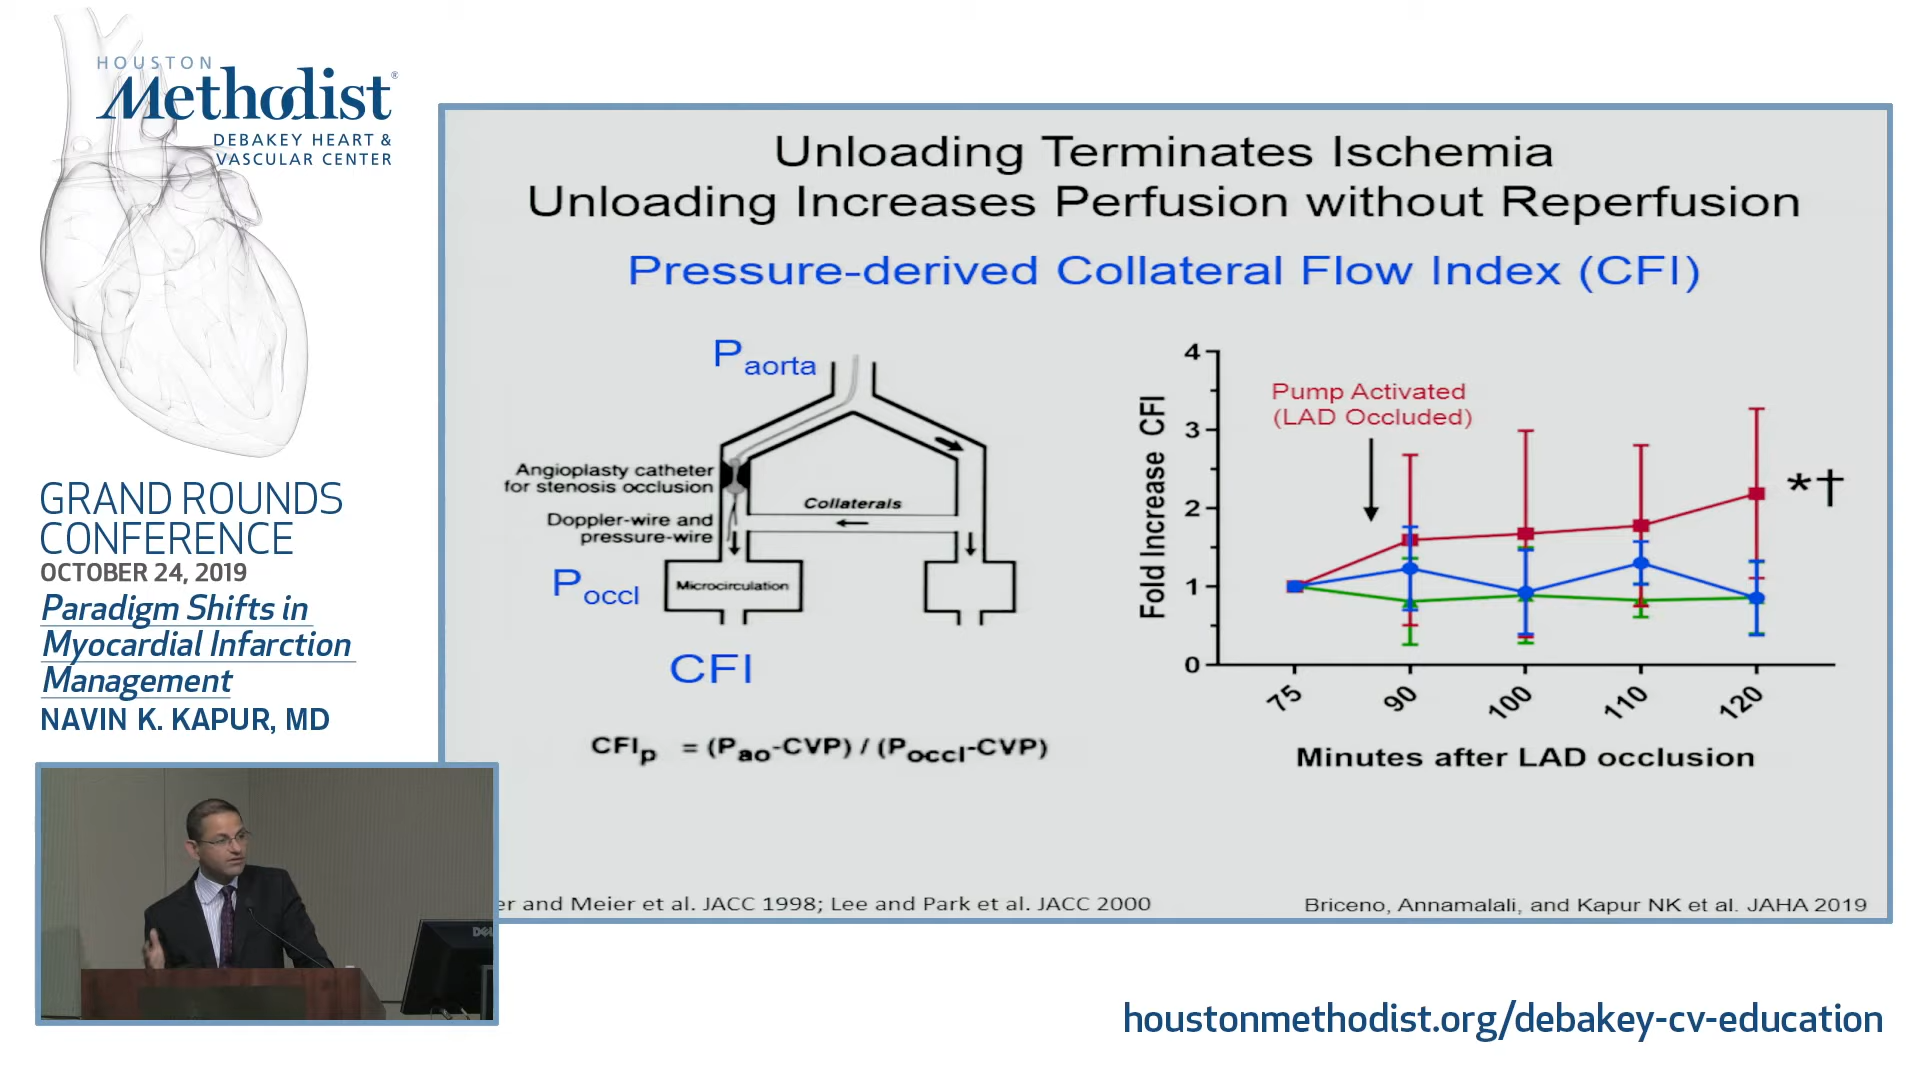 HOUSTON
Methodist®
DEBAKEY HEART &
VASCULAR CENTER
GRAND ROUNDS
CONFERENCE
OCTOBER 24, 2019
Paradigm Shifts in
Myocardial Infarction
Management
NAVIN K. KAPUR, MD
Unloading Terminates Ischemia
Unloading Increases Perfusion without Reperfusion
Pressure-derived Collateral Flow Index (CFI)
Paorta
Angioplasty catheter
for stenosis occlusion
Collaterals
Doppler-wire and
pressure-wire
Poccl
Microcirculation
CFI
CFIp = (Pao-CVP) / (Poccl-CVP)
Fold Increase CFI
4
3
2
1
0
Pump Activated
(LAD Occluded)
*†
75
90
100
110
120
Minutes after LAD occlusion
er and Meier et al. JACC 1998; Lee and Park et al. JACC 2000
Briceno, Annamalali, and Kapur NK et al. JAHA 2019
houstonmethodist.org/debakey-cv-education